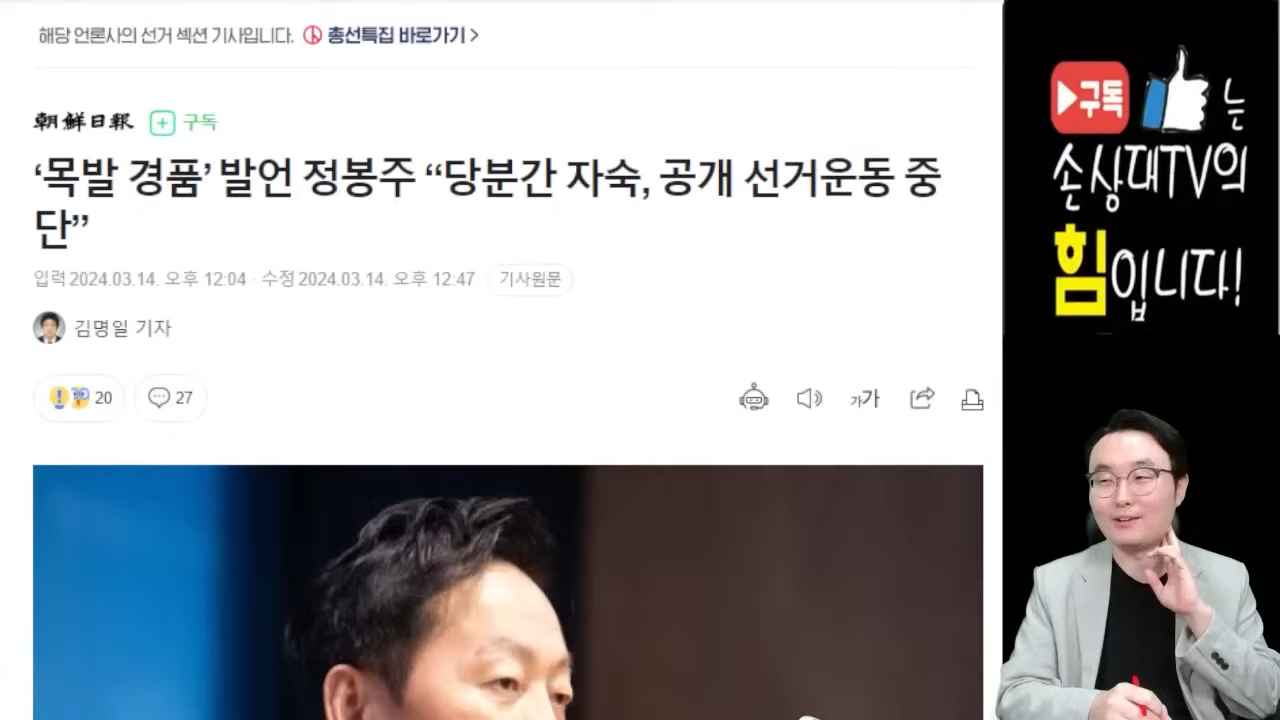 해당 언론사의 선거 섹션 기사입니다. 총선특집 바로가기 >
朝鮮日報 + 구독
‘목발 경품’ 발언 정봉주 “당분간 자숙, 공개 선거운동 중
단”
입력 2024.03.14. 오후 12:04 · 수정 2024.03.14. 오후 12:47 기사원문
김명일 기자
20 27 가가
구독 는
손상대TV의
힘입니다!